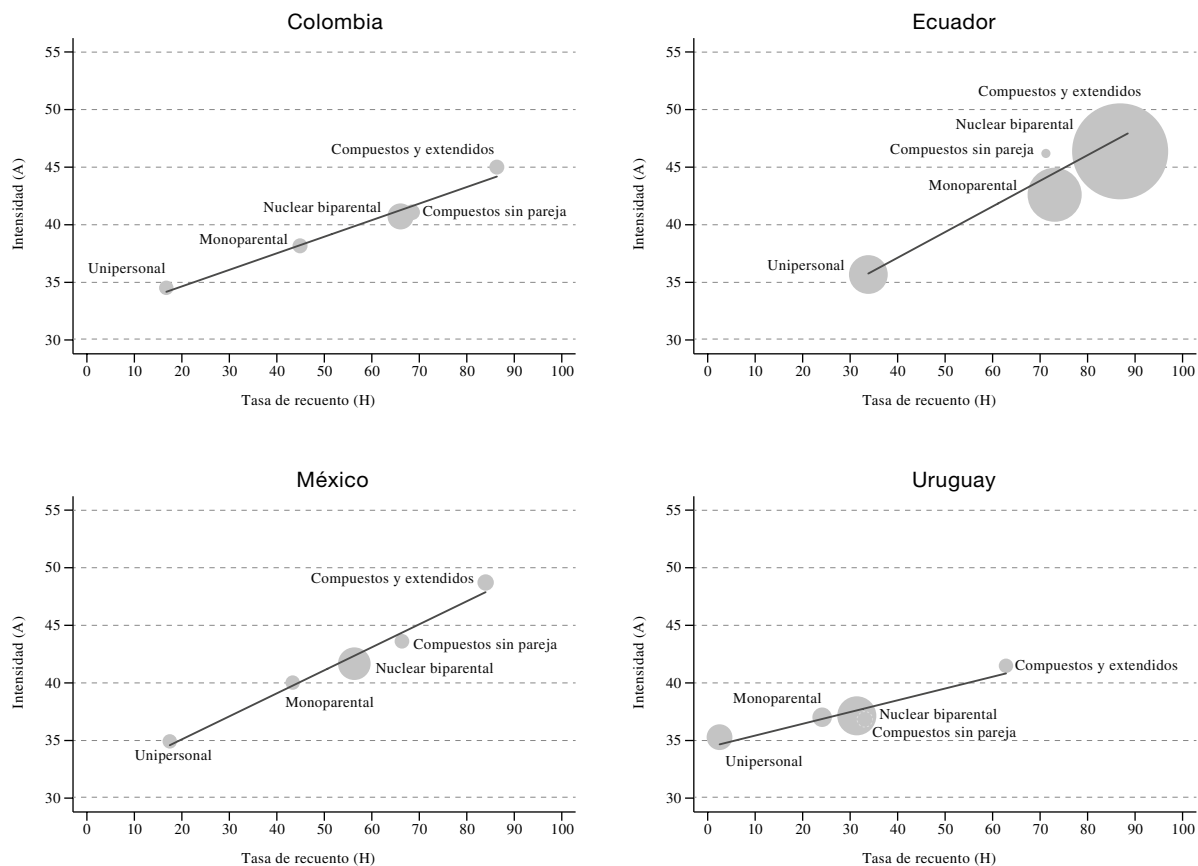 Colombia
55
50
45
40
35
30
Intensidad (A)
Compuestos y extendidos
Nuclear biparental
Compuestos sin pareja
Monoparental
Unipersonal
0 10 20 30 40 50 60 70 80 90 100
Tasa de recuento (H)
Ecuador
55
50
45
40
35
30
Intensidad (A)
Compuestos y extendidos
Nuclear biparental
Compuestos sin pareja
Monoparental
Unipersonal
0 10 20 30 40 50 60 70 80 90 100
Tasa de recuento (H)
México
55
50
45
40
35
30
Intensidad (A)
Compuestos y extendidos
Compuestos sin pareja
Nuclear biparental
Monoparental
Unipersonal
0 10 20 30 40 50 60 70 80 90 100
Tasa de recuento (H)
Uruguay
55
50
45
40
35
30
Intensidad (A)
Compuestos y extendidos
Monoparental
Nuclear biparental
Compuestos sin pareja
Unipersonal
0 10 20 30 40 50 60 70 80 90 100
Tasa de recuento (H)